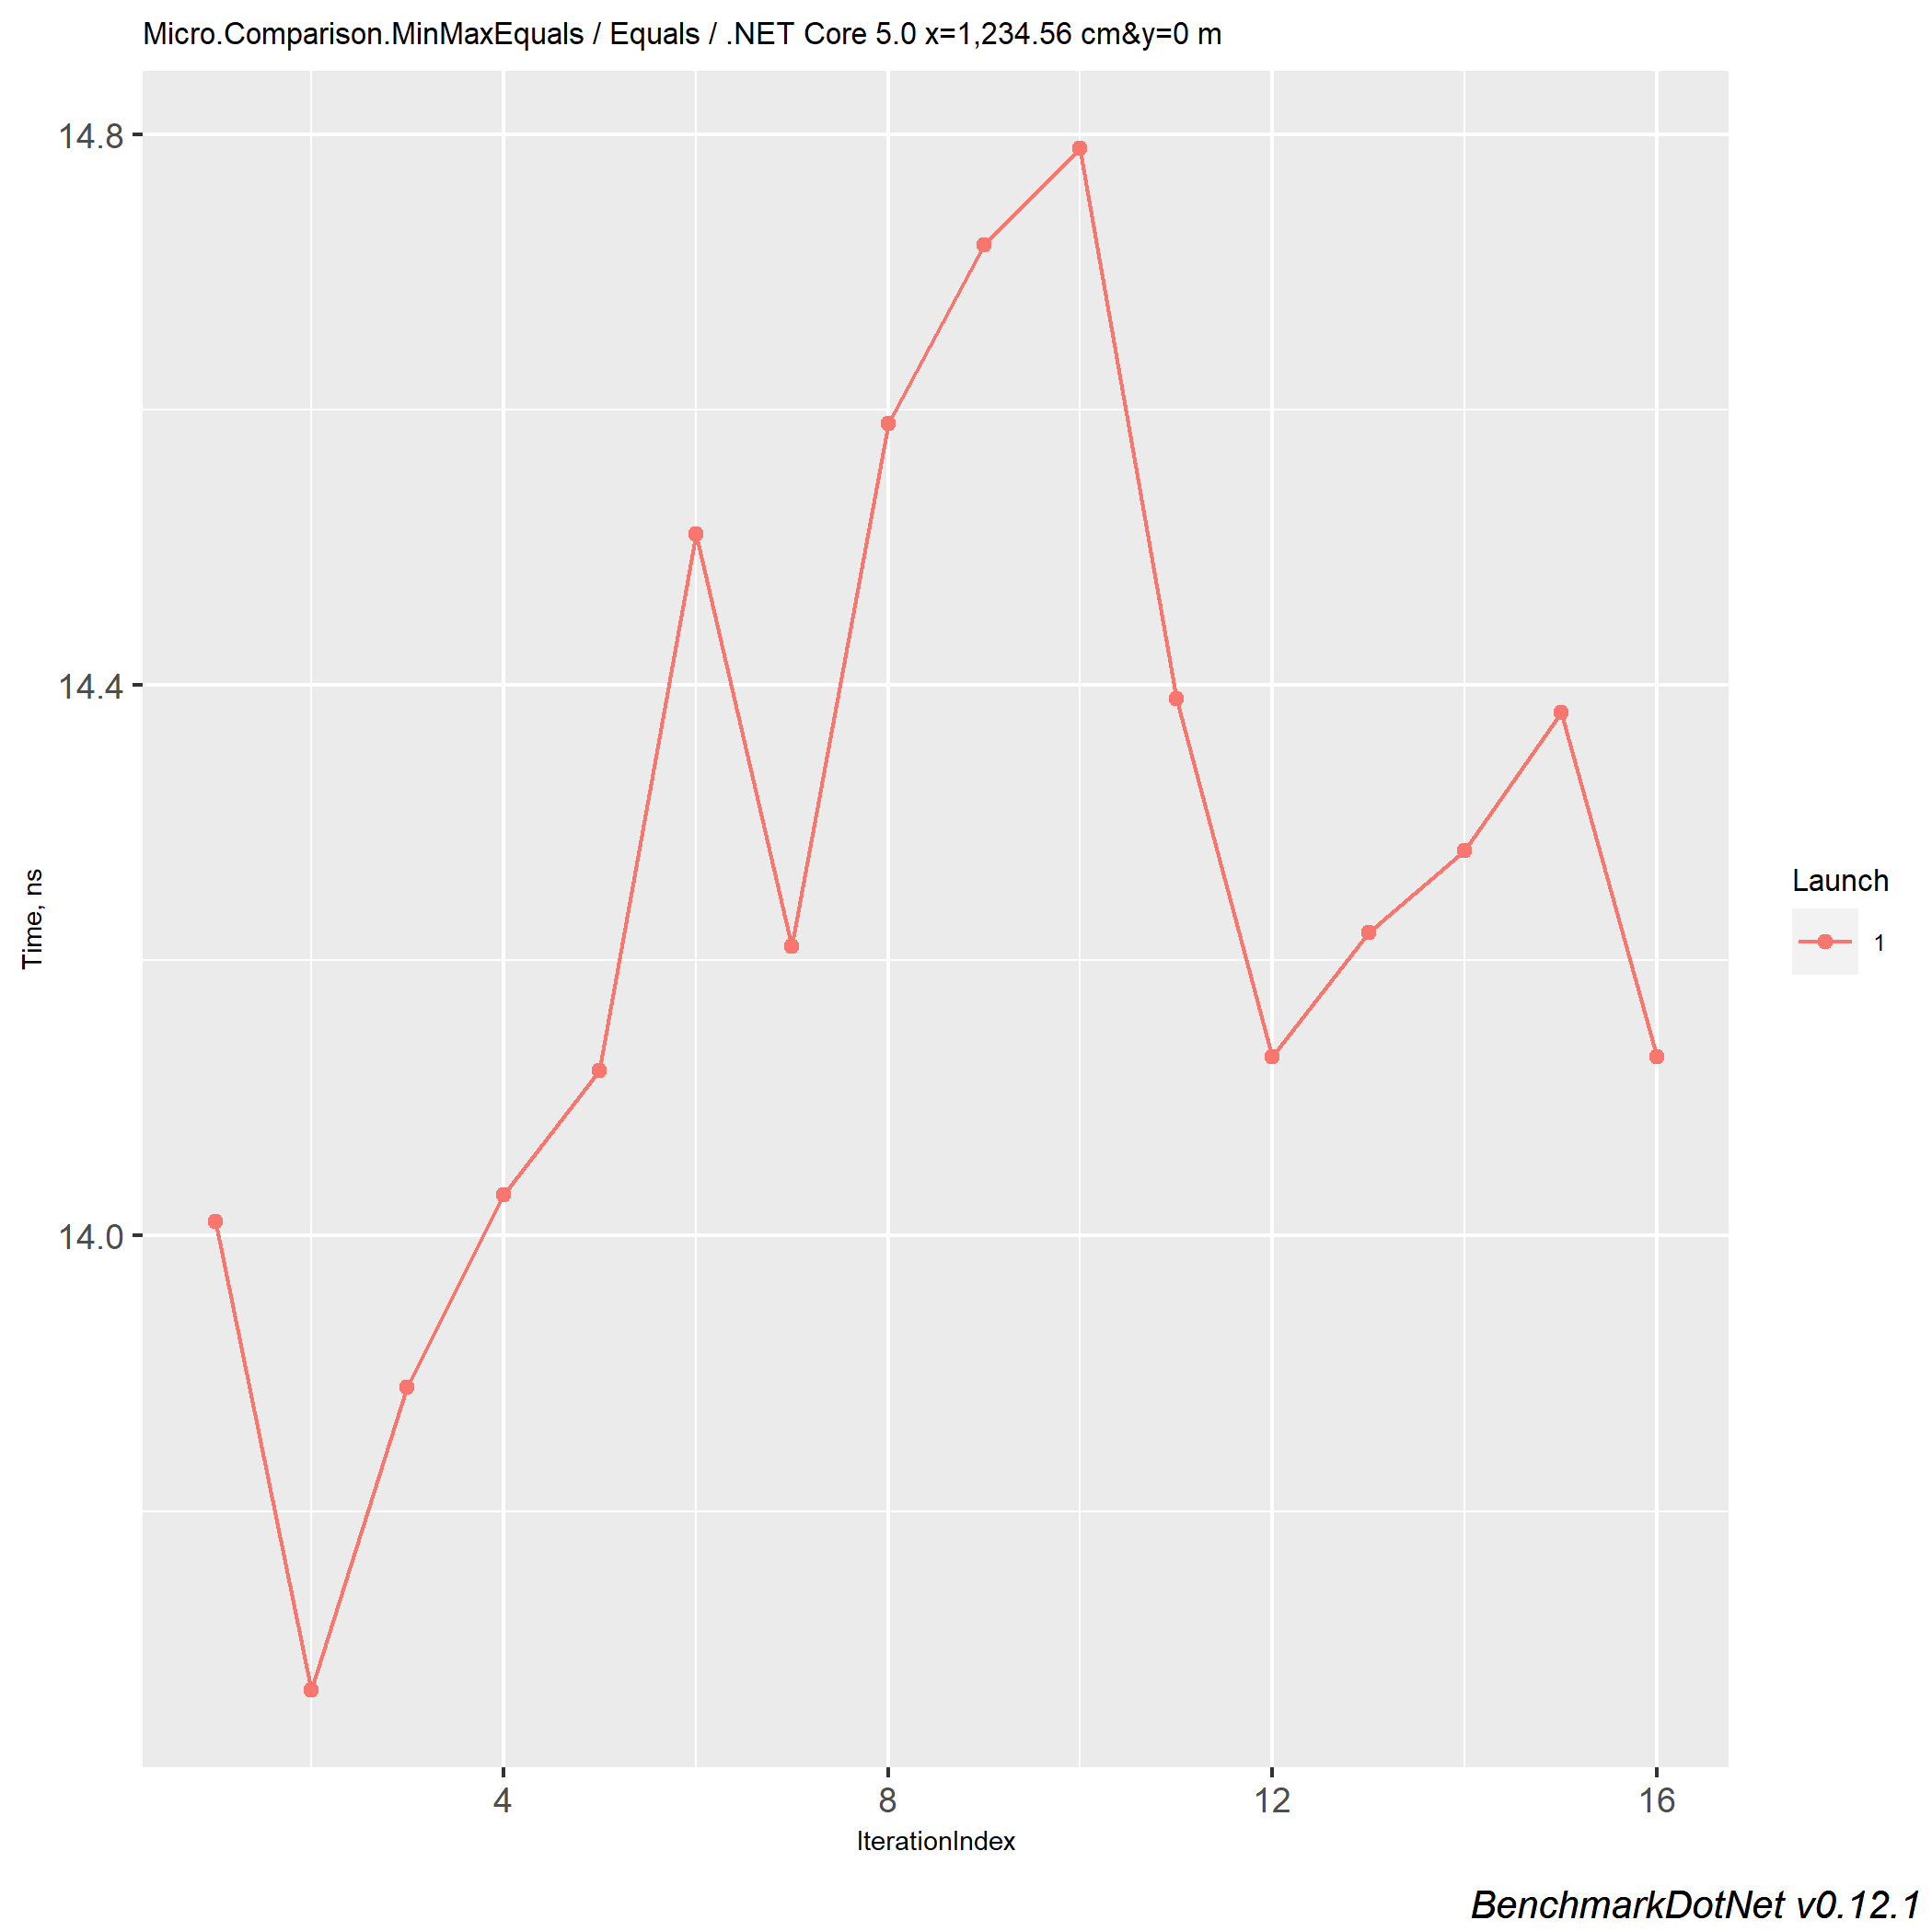 Micro.Comparison.MinMaxEquals / Equals / .NET Core 5.0 x=1,234.56 cm&y=0 m
14.8
14.4
14.0
Time, ns
4 8 12 16
IterationIndex
Launch
1
BenchmarkDotNet v0.12.1